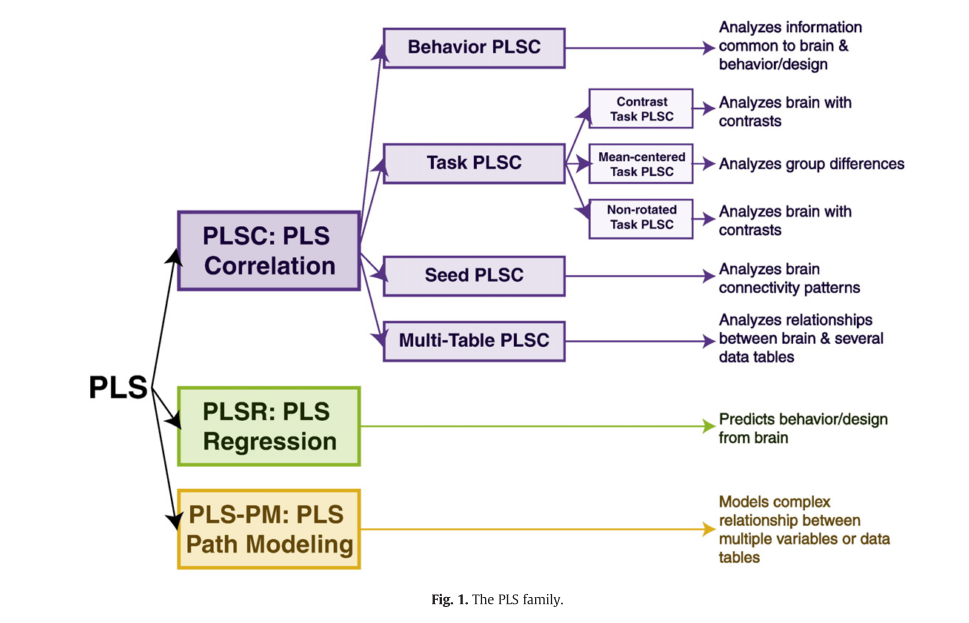 PLS
PLSC: PLS
Correlation
Behavior PLSC
Analyzes information
common to brain &
behavior/design
Task PLSC
Contrast
Task PLSC
Analyzes brain with
contrasts
Mean-centered
Task PLSC
Analyzes group differences
Non-rotated
Task PLSC
Analyzes brain with
contrasts
Seed PLSC
Analyzes brain
connectivity patterns
Multi-Table PLSC
Analyzes relationships
between brain & several
data tables
PLSR: PLS
Regression
Predicts behavior/design
from brain
PLS-PM: PLS
Path Modeling
Models complex
relationship between
multiple variables or data
tables
Fig. 1. The PLS family.